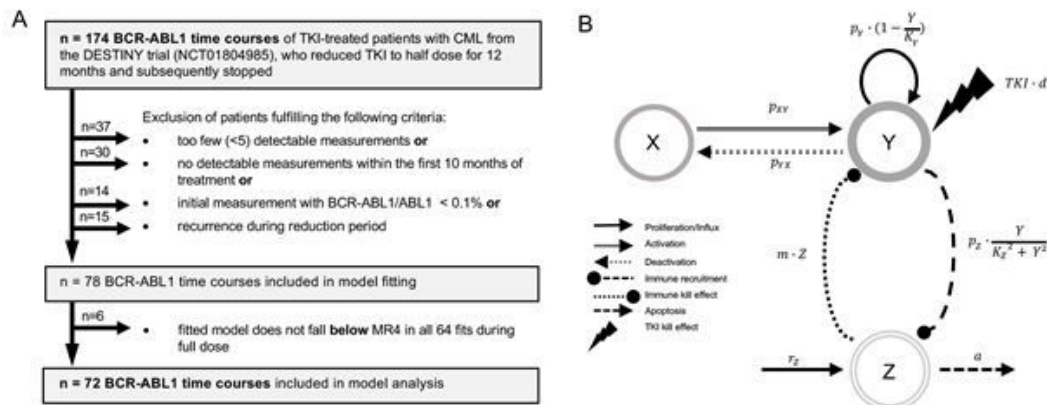 A
n = 174 BCR-ABL1 time courses of TKI-treated patients with CML from
the DESTINY trial (NCT01804985), who reduced TKI to half dose for 12
months and subsequently stopped
Exclusion of patients fulfilling the following criteria:
n=37
• too few (<5) detectable measurements or
n=30
• no detectable measurements within the first 10 months of
treatment or
n=14
• initial measurement with BCR-ABL1/ABL1 < 0.1% or
n=15
• recurrence during reduction period
n = 78 BCR-ABL1 time courses included in model fitting
n=6
• fitted model does not fall below MR4 in all 64 fits during
full dose
n = 72 BCR-ABL1 time courses included in model analysis
B
p_Y · (1 − Y/K_Y)
TKI · d
X
p_XY
Y
p_YX
m · Z
p_Z · Y/(K_Z² + Y²)
r_Z
Z
a
Proliferation/Influx
Activation
Deactivation
Immune recruitment
Immune kill effect
Apoptosis
TKI kill effect